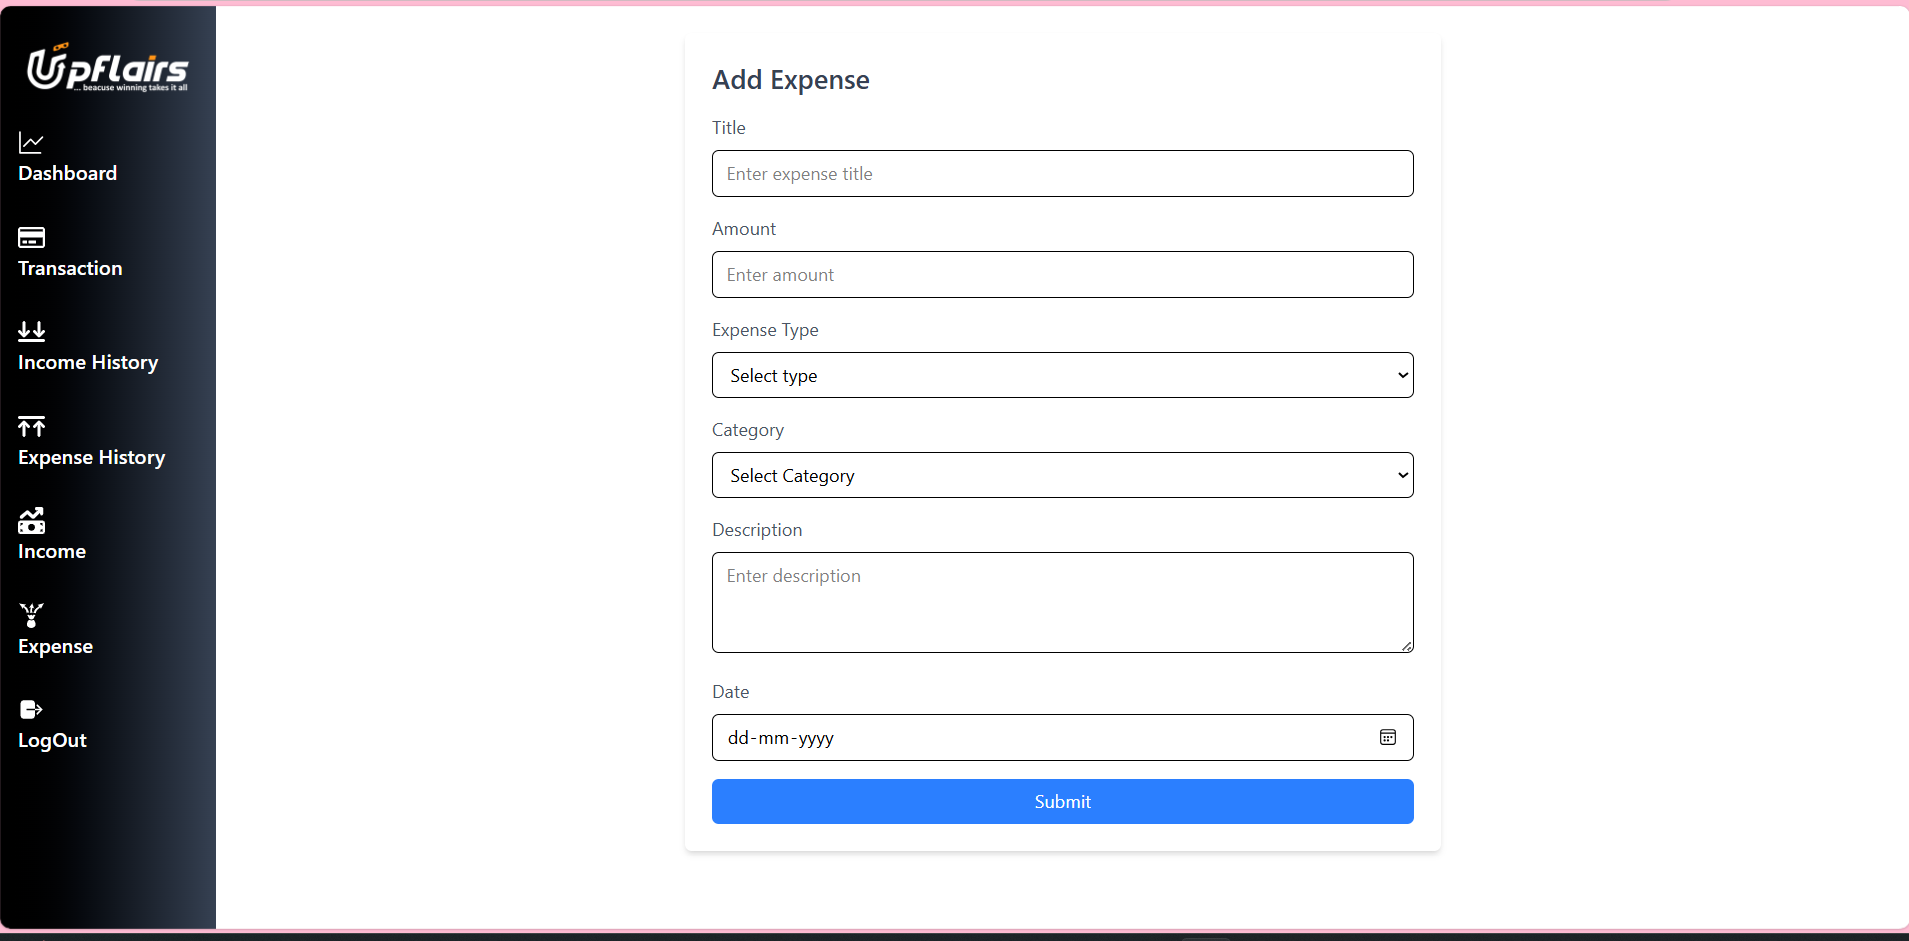 Upflairs
... beacuse winning takes it all
Dashboard
Transaction
Income History
Expense History
Income
Expense
LogOut
Add Expense
Title
Enter expense title
Amount
Enter amount
Expense Type
Select type
Category
Select Category
Description
Enter description
Date
dd-mm-yyyy
Submit